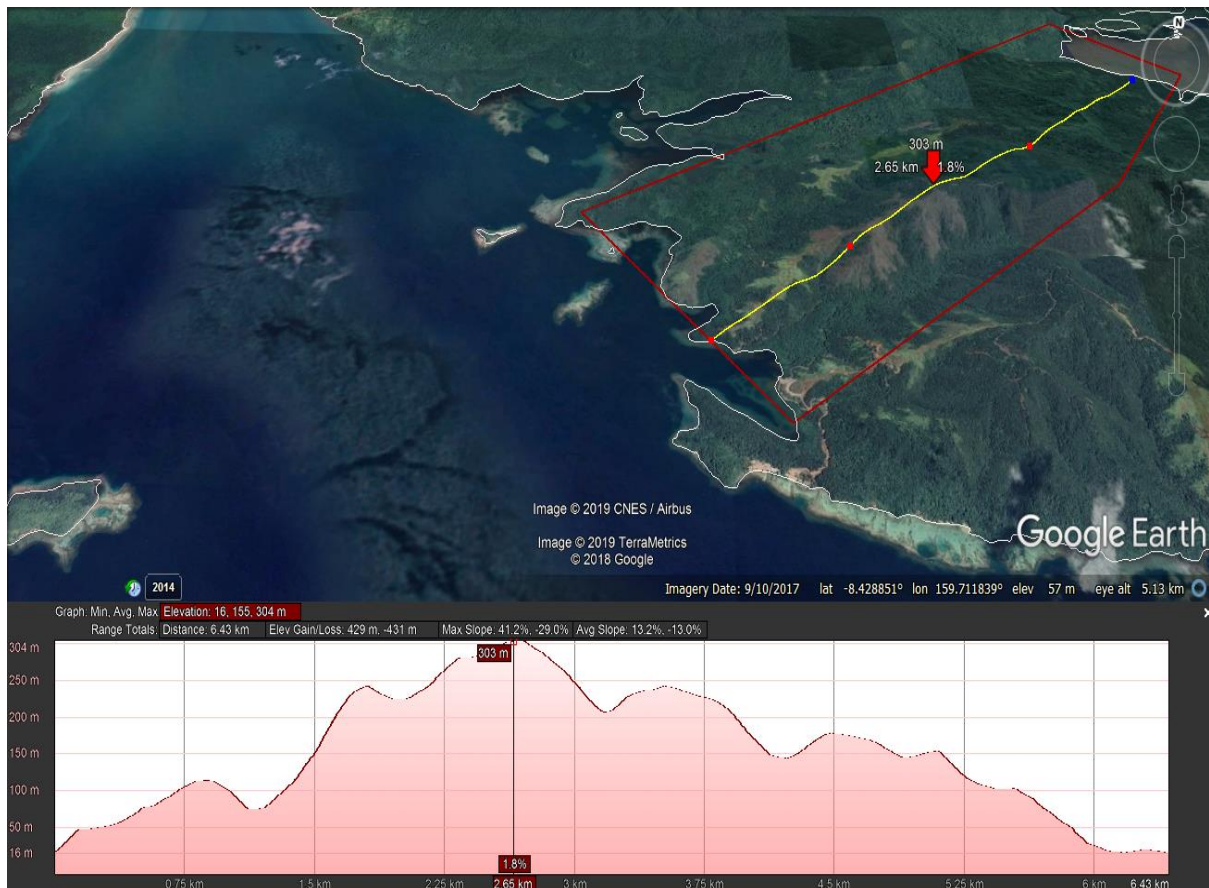 N
303 m
2.65 km 1.8%
Image © 2019 CNES / Airbus
Image © 2019 TerraMetrics
© 2018 Google
Google Earth
2014
Imagery Date: 9/10/2017 lat -8.428851° lon 159.711839° elev 57 m eye alt 5.13 km
Graph: Min, Avg, Max Elevation: 16, 155, 304 m
Range Totals: Distance: 6.43 km Elev Gain/Loss: 429 m, -431 m Max Slope: 41.2%, -29.0% Avg Slope: 13.2%, -13.0%
304 m
303 m
250 m
200 m
150 m
100 m
50 m
16 m
1.8%
0.75 km 1.5 km 2.25 km 2.65 km 3 km 3.75 km 4.5 km 5.25 km 6 km 6.43 km